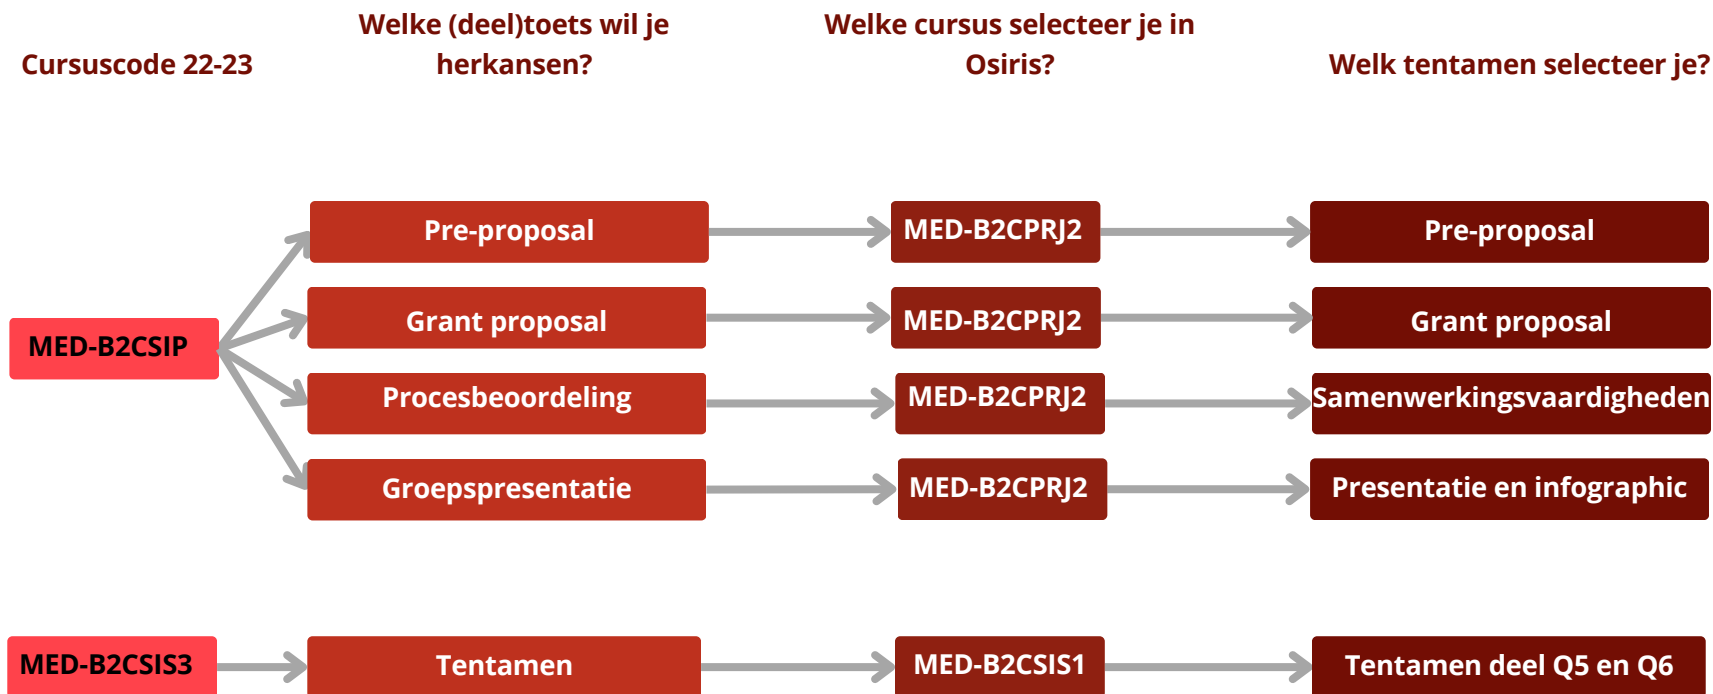 Cursuscode 22-23
Welke (deel)toets wil je
herkansen?
Welke cursus selecteer je in
Osiris?
Welk tentamen selecteer je?
MED-B2CSIP
Pre-proposal
MED-B2CPRJ2
Pre-proposal
Grant proposal
MED-B2CPRJ2
Grant proposal
Procesbeoordeling
MED-B2CPRJ2
Samenwerkingsvaardigheden
Groepspresentatie
MED-B2CPRJ2
Presentatie en infographic
MED-B2CSIS3
Tentamen
MED-B2CSIS1
Tentamen deel Q5 en Q6